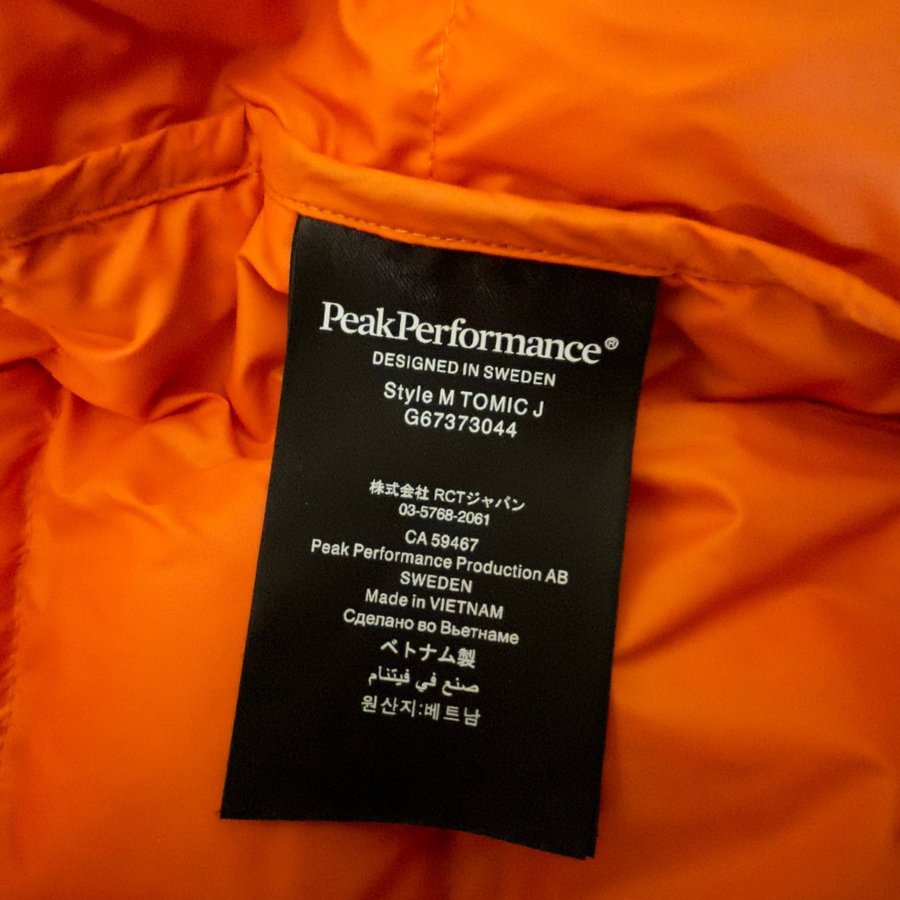 PeakPerformance®
DESIGNED IN SWEDEN
Style M TOMIC J
G67373044
株式会社 RCTジャパン
03-5768-2061
CA 59467
Peak Performance Production AB
SWEDEN
Made in VIETNAM
Сделано во Вьетнаме
ベトナム製
صنع في فيتنام
원산지:베트남